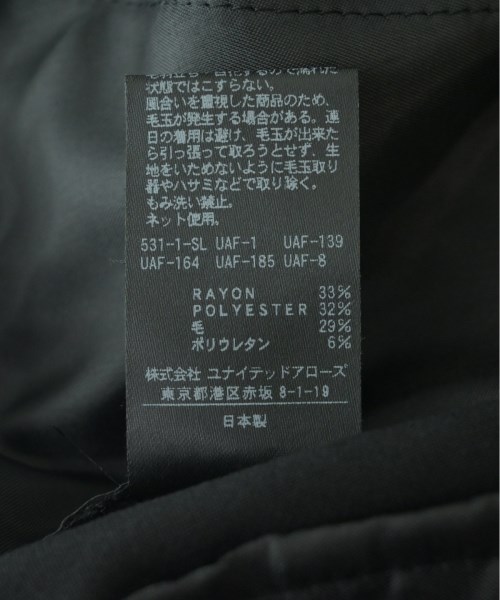 状態ではこすらない。
風合いを重視した商品のため、
毛玉が発生する場合がある。連
日の着用は避け、毛玉が出来た
ら引っ張って取ろうとせず、生
地をいためないように毛玉取り
器やハサミなどで取り除く。
もみ洗い禁止。
ネット使用。
531-1-SL UAF-1 UAF-139
UAF-164 UAF-185 UAF-8
RAYON 33%
POLYESTER 32%
毛 29%
ポリウレタン 6%
株式会社 ユナイテッドアローズ
東京都港区赤坂 8-1-19
日本製